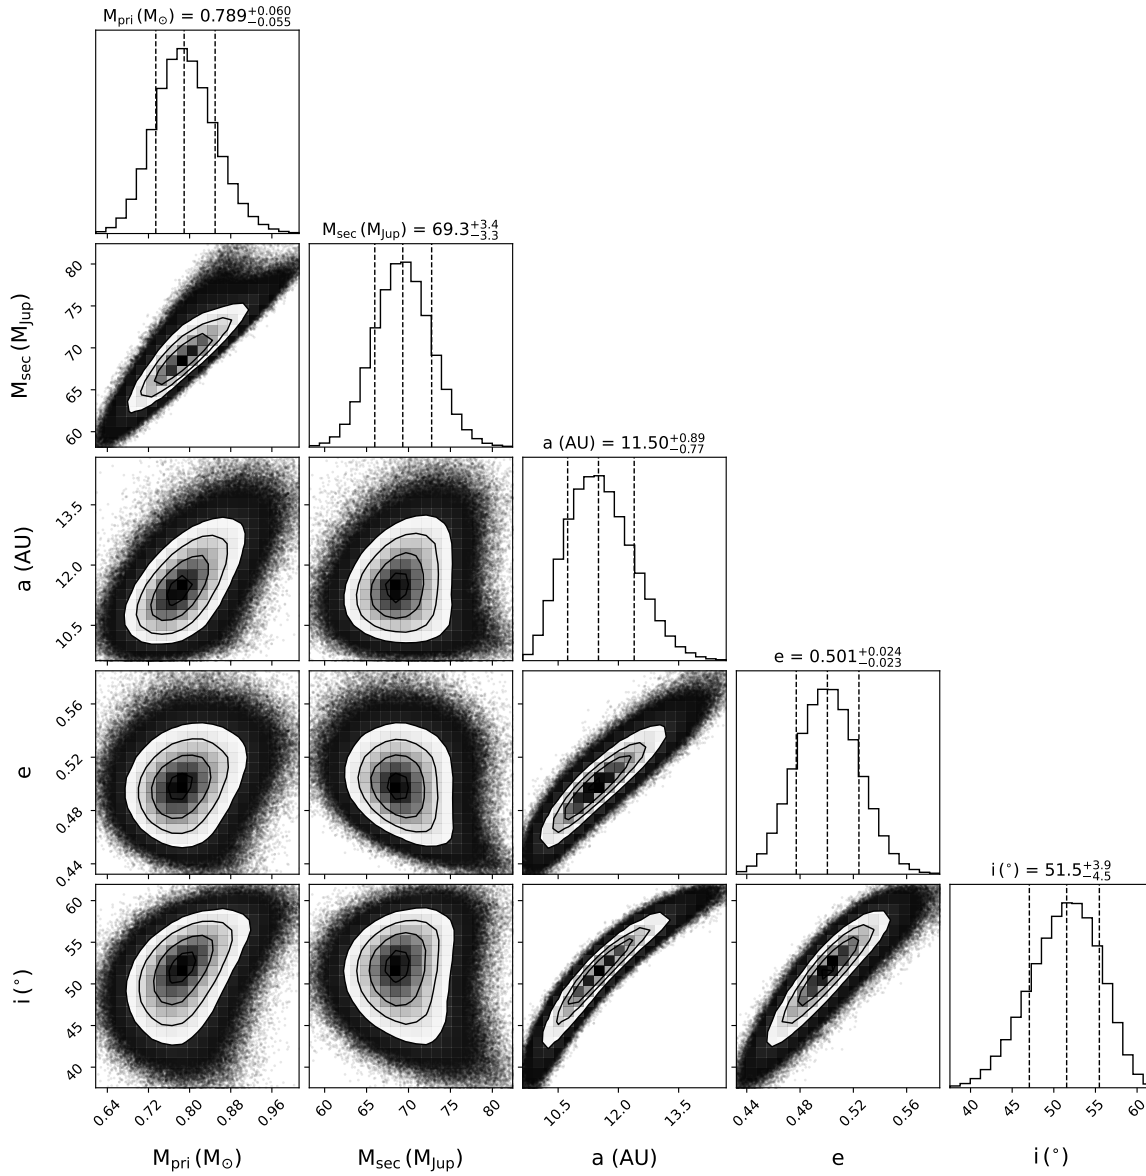 M_pri (M_⊙) = 0.789^{+0.060}_{−0.055}
M_sec (M_Jup) = 69.3^{+3.4}_{−3.3}
M_sec (M_Jup)
80
75
70
65
60
a (AU) = 11.50^{+0.89}_{−0.77}
a (AU)
13.5
12.0
10.5
e = 0.501^{+0.024}_{−0.023}
e
0.56
0.52
0.48
0.44
i (°) = 51.5^{+3.9}_{−4.5}
i (°)
60
55
50
45
40
0.64 0.72 0.80 0.88 0.96 60 65 70 75 80 10.5 12.0 13.5 0.44 0.48 0.52 0.56 40 45 50 55 60
M_pri (M_⊙) M_sec (M_Jup) a (AU) e i (°)